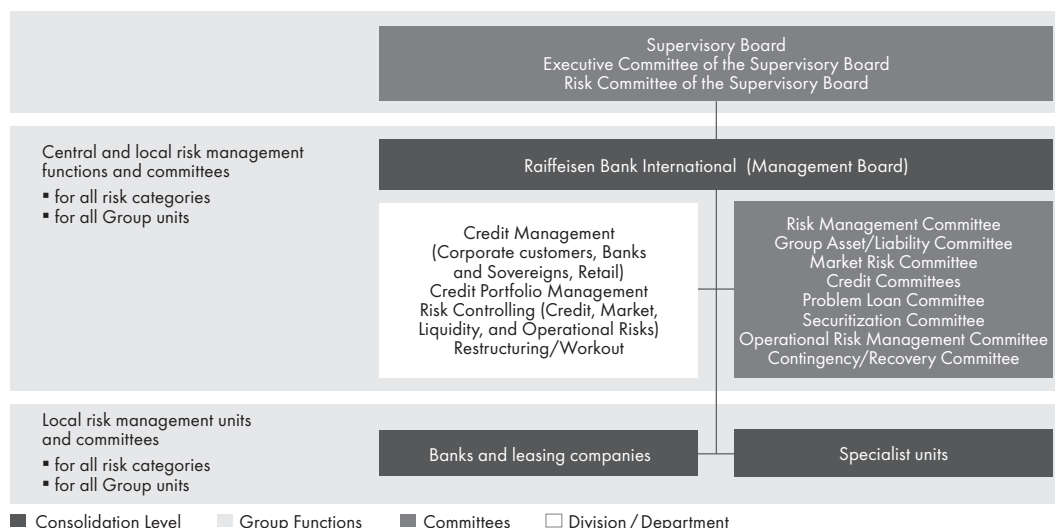 Supervisory Board
Executive Committee of the Supervisory Board
Risk Committee of the Supervisory Board
Central and local risk management
functions and committees
▪ for all risk categories
▪ for all Group units
Raiffeisen Bank International (Management Board)
Credit Management
(Corporate customers, Banks
and Sovereigns, Retail)
Credit Portfolio Management
Risk Controlling (Credit, Market,
Liquidity, and Operational Risks)
Restructuring/Workout
Risk Management Committee
Group Asset/Liability Committee
Market Risk Committee
Credit Committees
Problem Loan Committee
Securitization Committee
Operational Risk Management Committee
Contingency/Recovery Committee
Local risk management units
and committees
▪ for all risk categories
▪ for all Group units
Banks and leasing companies
Specialist units
Consolidation Level
Group Functions
Committees
Division / Department